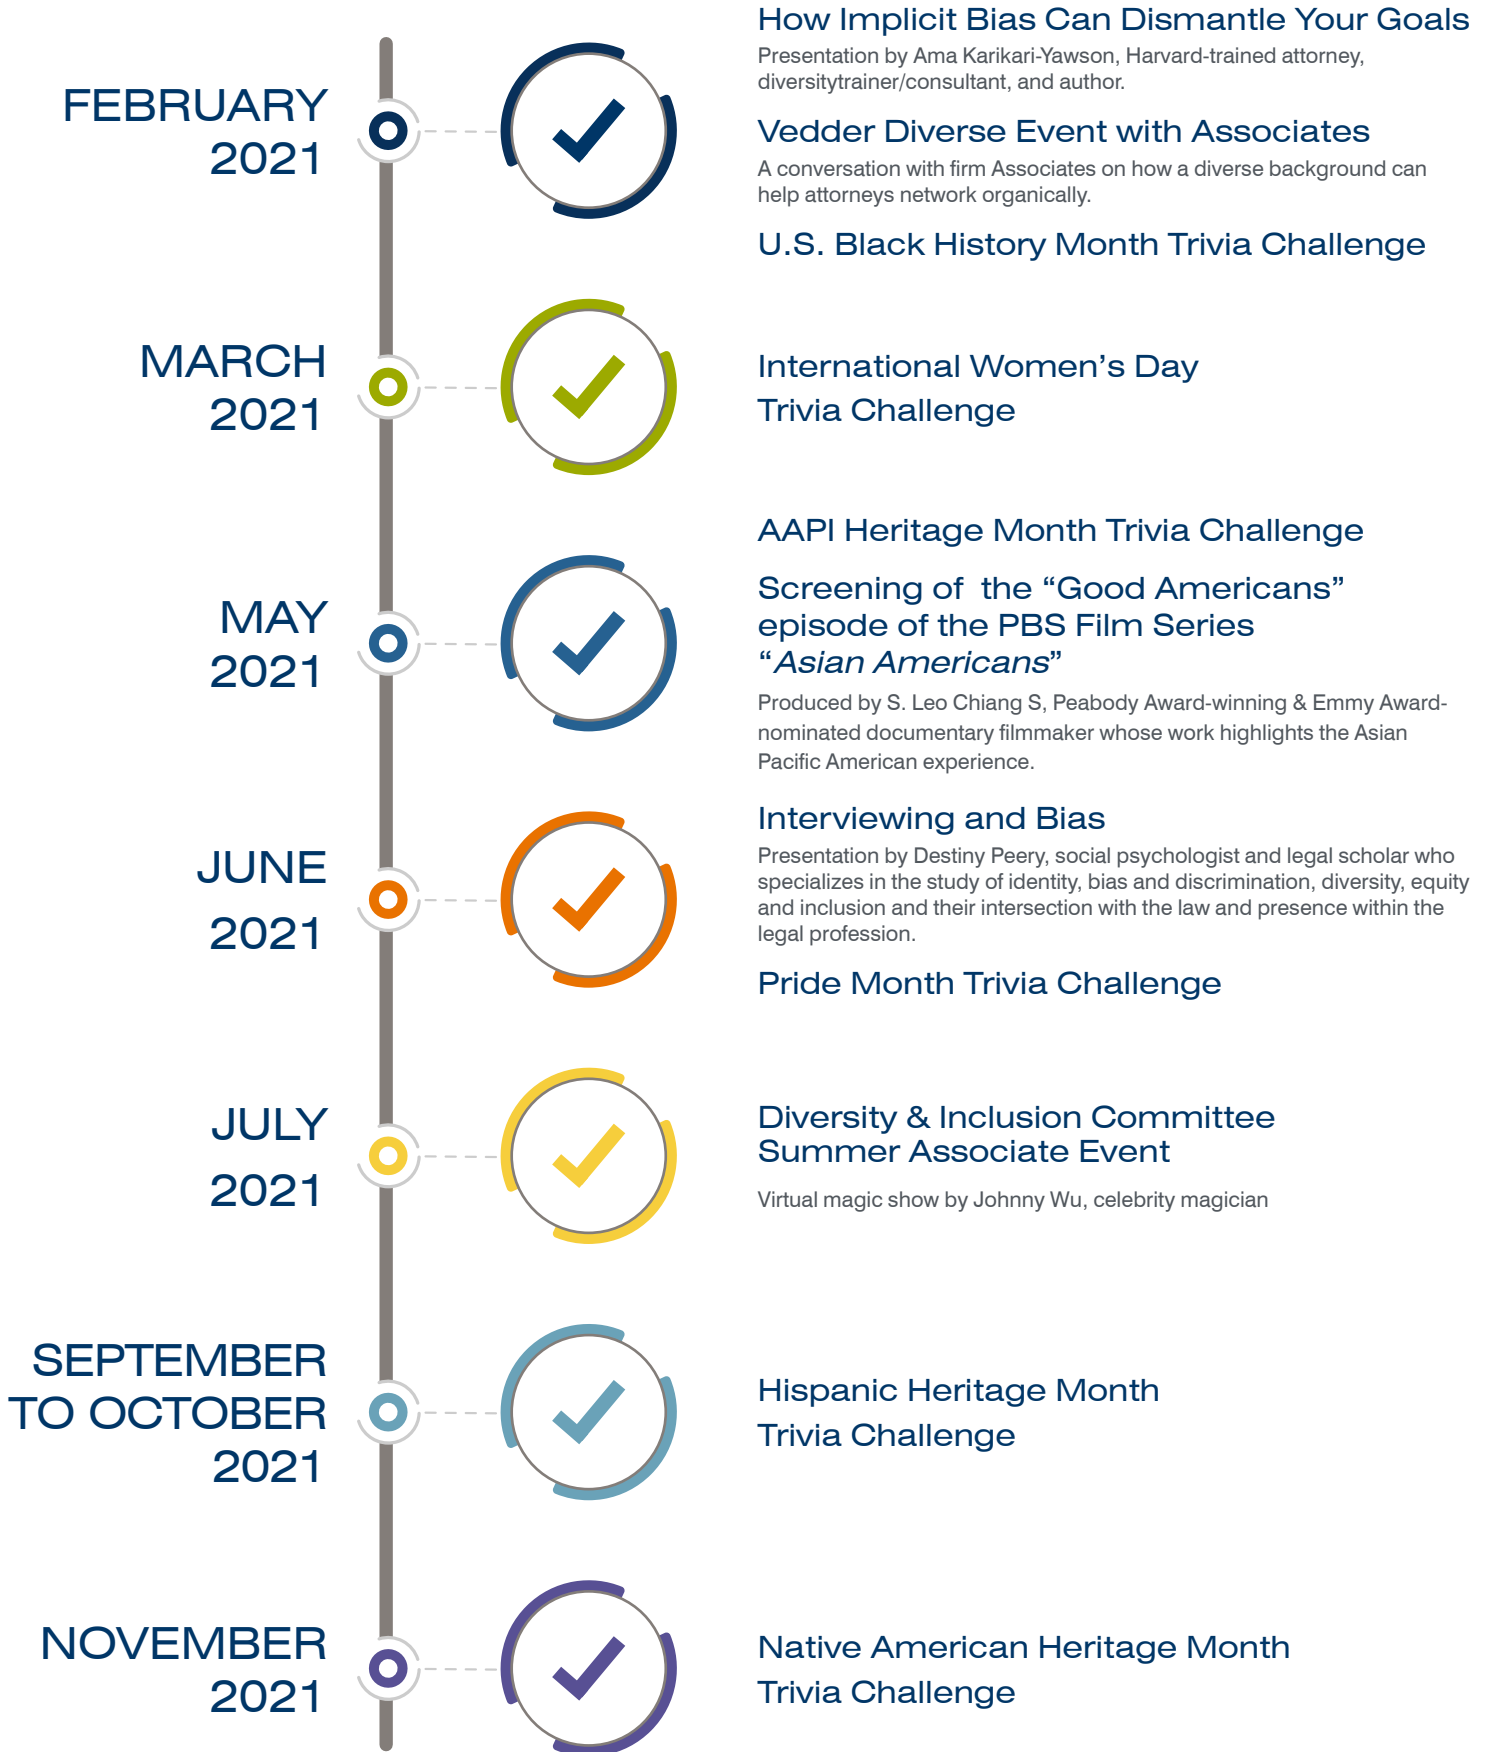 FEBRUARY
2021
How Implicit Bias Can Dismantle Your Goals
Presentation by Ama Karikari-Yawson, Harvard-trained attorney,
diversitytrainer/consultant, and author.
Vedder Diverse Event with Associates
A conversation with firm Associates on how a diverse background can
help attorneys network organically.
U.S. Black History Month Trivia Challenge
MARCH
2021
International Women’s Day
Trivia Challenge
MAY
2021
AAPI Heritage Month Trivia Challenge
Screening of the “Good Americans”
episode of the PBS Film Series
“Asian Americans”
Produced by S. Leo Chiang S, Peabody Award-winning & Emmy Award-
nominated documentary filmmaker whose work highlights the Asian
Pacific American experience.
JUNE
2021
Interviewing and Bias
Presentation by Destiny Peery, social psychologist and legal scholar who
specializes in the study of identity, bias and discrimination, diversity, equity
and inclusion and their intersection with the law and presence within the
legal profession.
Pride Month Trivia Challenge
JULY
2021
Diversity & Inclusion Committee
Summer Associate Event
Virtual magic show by Johnny Wu, celebrity magician
SEPTEMBER
TO OCTOBER
2021
Hispanic Heritage Month
Trivia Challenge
NOVEMBER
2021
Native American Heritage Month
Trivia Challenge